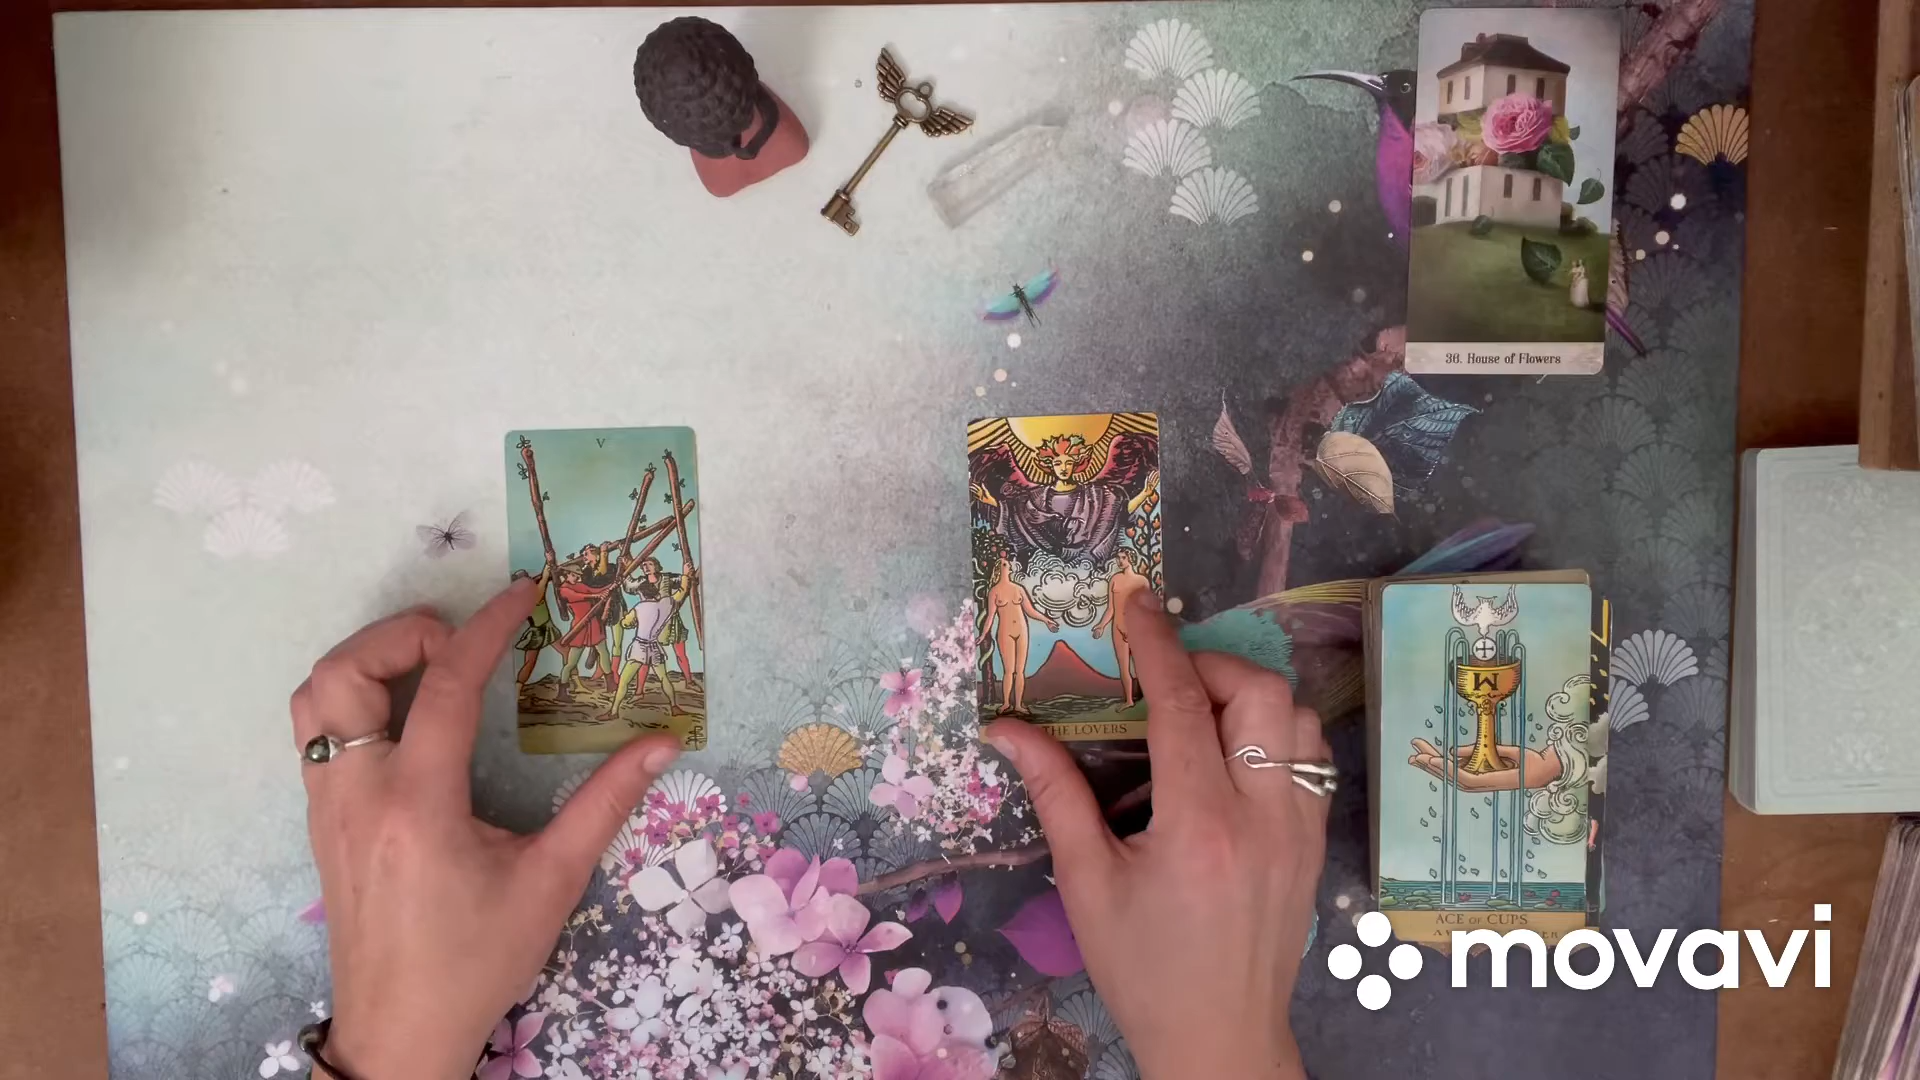 36. House of Flowers
V
THE LOVERS
ACE OF CUPS
movavi